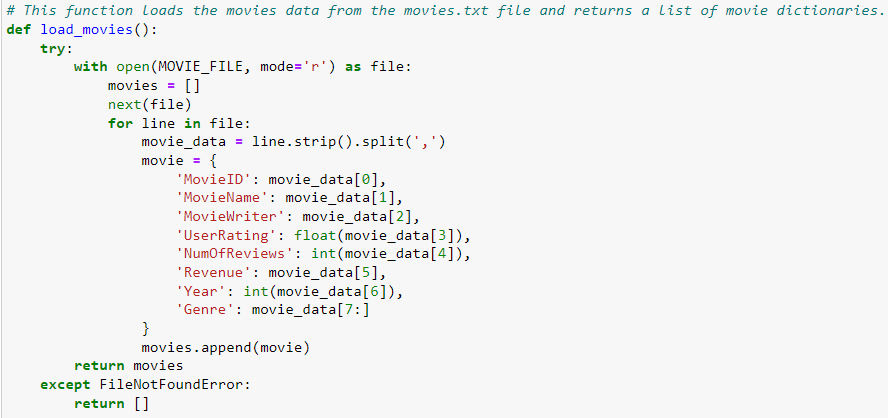 # This function loads the movies data from the movies.txt file and returns a list of movie dictionaries.
def load_movies():
    try:
        with open(MOVIE_FILE, mode='r') as file:
            movies = []
            next(file)
            for line in file:
                movie_data = line.strip().split(',')
                movie = {
                    'MovieID': movie_data[0],
                    'MovieName': movie_data[1],
                    'MovieWriter': movie_data[2],
                    'UserRating': float(movie_data[3]),
                    'NumOfReviews': int(movie_data[4]),
                    'Revenue': movie_data[5],
                    'Year': int(movie_data[6]),
                    'Genre': movie_data[7:]
                }
                movies.append(movie)
        return movies
    except FileNotFoundError:
        return []